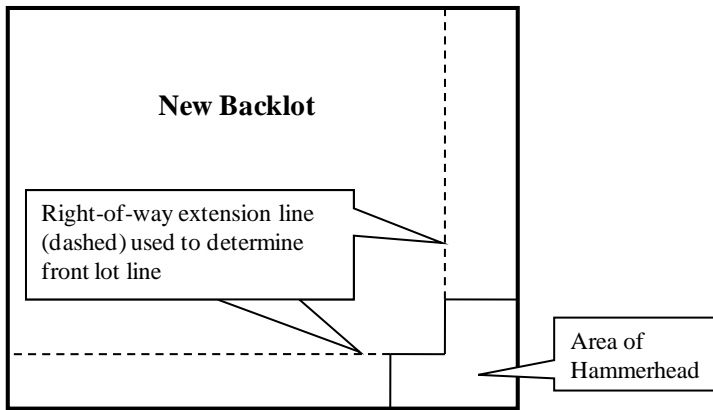 New Backlot
Right-of-way extension line
(dashed) used to determine
front lot line
Area of
Hammerhead